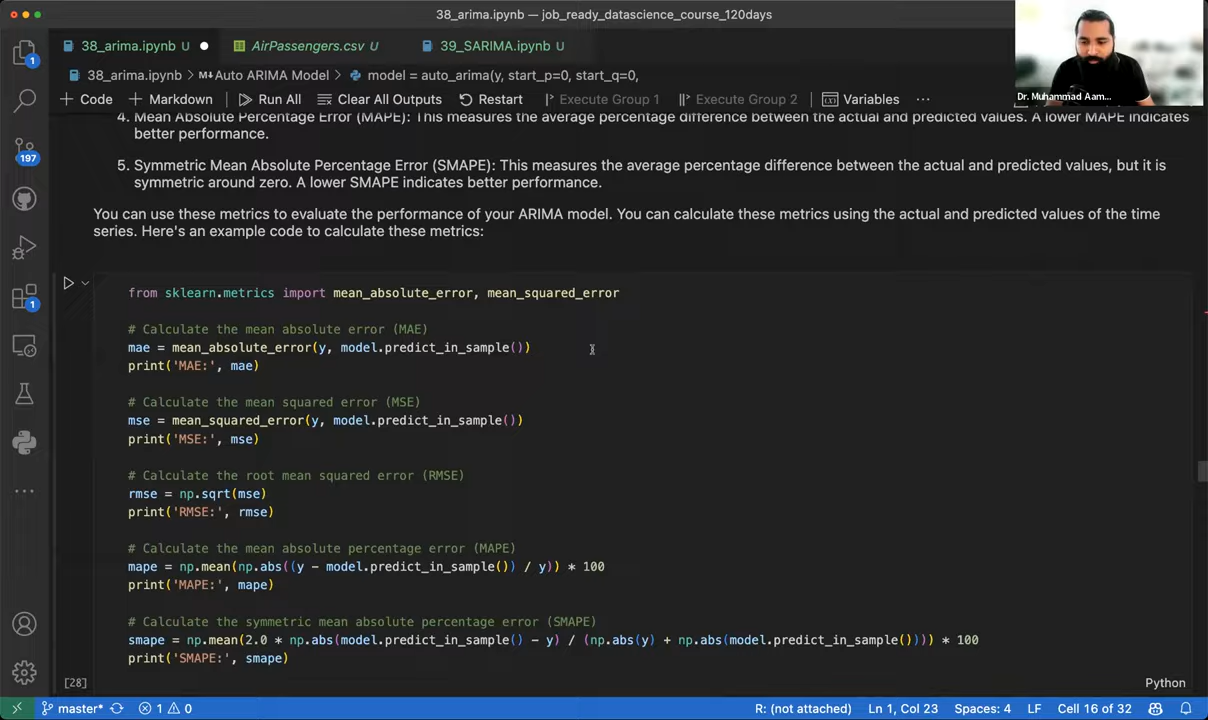 38_arima.ipynb — job_ready_datascience_course_120days
38_arima.ipynb U
AirPassengers.csv U
39_SARIMA.ipynb U
38_arima.ipynb > M↓Auto ARIMA Model > model = auto_arima(y, start_p=0, start_q=0,
+ Code + Markdown Run All Clear All Outputs Restart Execute Group 1 Execute Group 2 Variables ...
Dr. Muhammad Aam...
4. Mean Absolute Percentage Error (MAPE): This measures the average percentage difference between the actual and predicted values. A lower MAPE indicates
better performance.
5. Symmetric Mean Absolute Percentage Error (SMAPE): This measures the average percentage difference between the actual and predicted values, but it is
symmetric around zero. A lower SMAPE indicates better performance.
You can use these metrics to evaluate the performance of your ARIMA model. You can calculate these metrics using the actual and predicted values of the time
series. Here's an example code to calculate these metrics:
from sklearn.metrics import mean_absolute_error, mean_squared_error
# Calculate the mean absolute error (MAE)
mae = mean_absolute_error(y, model.predict_in_sample())
print('MAE:', mae)
# Calculate the mean squared error (MSE)
mse = mean_squared_error(y, model.predict_in_sample())
print('MSE:', mse)
# Calculate the root mean squared error (RMSE)
rmse = np.sqrt(mse)
print('RMSE:', rmse)
# Calculate the mean absolute percentage error (MAPE)
mape = np.mean(np.abs((y - model.predict_in_sample()) / y)) * 100
print('MAPE:', mape)
# Calculate the symmetric mean absolute percentage error (SMAPE)
smape = np.mean(2.0 * np.abs(model.predict_in_sample() - y) / (np.abs(y) + np.abs(model.predict_in_sample()))) * 100
print('SMAPE:', smape)
[28]
Python
1
197
1
master* 1 0
R: (not attached) Ln 1, Col 23 Spaces: 4 LF Cell 16 of 32